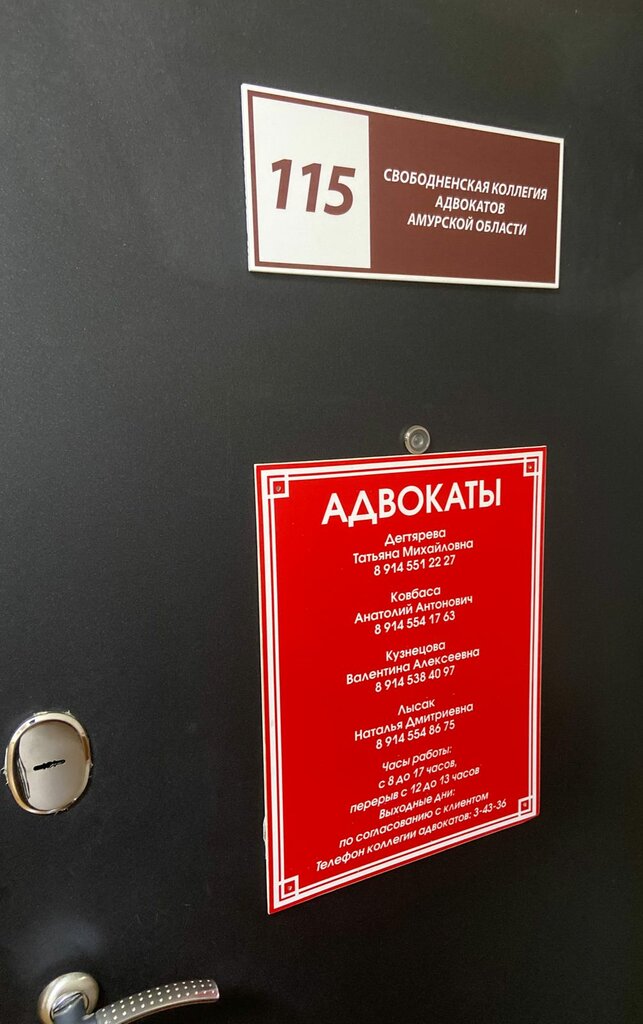 115
СВОБОДНЕНСКАЯ КОЛЛЕГИЯ
АДВОКАТОВ
АМУРСКОЙ ОБЛАСТИ
АДВОКАТЫ
Дегтярева
Татьяна Михайловна
8 914 551 22 27
Ковбаса
Анатолий Антонович
8 914 554 17 63
Кузнецова
Валентина Алексеевна
8 914 538 40 97
Лысак
Наталья Дмитриевна
8 914 554 86 75
Часы работы:
с 8 до 17 часов,
перерыв с 12 до 13 часов
Выходные дни:
по согласованию с клиентом
Телефон коллегии адвокатов: 3-43-36